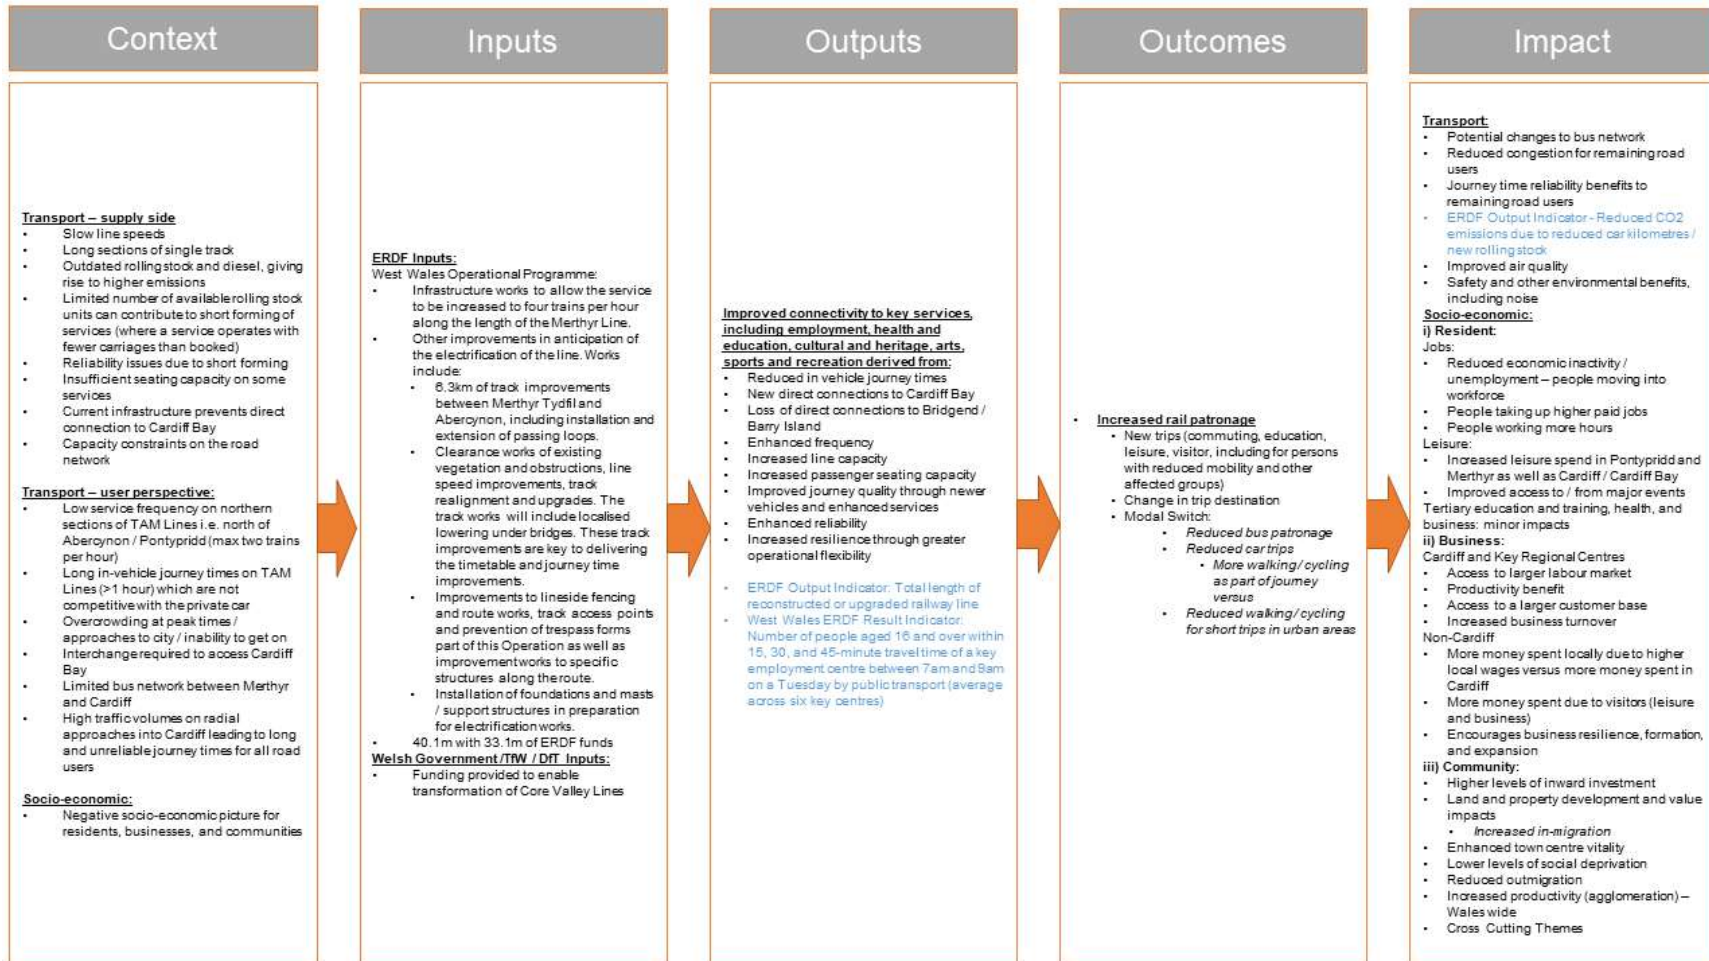 Context
Transport – supply side
• Slow line speeds
• Long sections of single track
• Outdated rolling stock and diesel, giving
rise to higher emissions
• Limited number of available rolling stock
units can contribute to short forming of
services (where a service operates with
fewer carriages than booked)
• Reliability issues due to short forming
• Insufficient seating capacity on some
services
• Current infrastructure prevents direct
connection to Cardiff Bay
• Capacity constraints on the road
network
Transport – user perspective:
• Low service frequency on northern
sections of TAM Lines i.e. north of
Abercynon / Pontypridd (max two trains
per hour)
• Long in-vehicle journey times on TAM
Lines (>1 hour) which are not
competitive with the private car
• Overcrowding at peak times /
approaches to city / inability to get on
• Interchange required to access Cardiff
Bay
• Limited bus network between Merthyr
and Cardiff
• High traffic volumes on radial
approaches into Cardiff leading to long
and unreliable journey times for all road
users
Socio-economic:
• Negative socio-economic picture for
residents, businesses, and communities
Inputs
ERDF Inputs:
West Wales Operational Programme:
• Infrastructure works to allow the service
to be increased to four trains per hour
along the length of the Merthyr Line.
• Other improvements in anticipation of
the electrification of the line. Works
include:
• 6.3km of track improvements
between Merthyr Tydfil and
Abercynon, including installation and
extension of passing loops.
• Clearance works of existing
vegetation and obstructions, line
speed improvements, track
realignment and upgrades. The
track works will include localised
lowering under bridges. These track
improvements are key to delivering
the timetable and journey time
improvements.
• Improvements to lineside fencing
and route works, track access points
and prevention of trespass forms
part of this Operation as well as
improvement works to specific
structures along the route.
• Installation of foundations and masts
/ support structures in preparation
for electrification works.
• 40.1m with 33.1m of ERDF funds
Welsh Government /TfW / DfT Inputs:
• Funding provided to enable
transformation of Core Valley Lines
Outputs
Improved connectivity to key services,
including employment, health and
education, cultural and heritage, arts,
sports and recreation derived from:
• Reduced in vehicle journey times
• New direct connections to Cardiff Bay
• Loss of direct connections to Bridgend /
Barry Island
• Enhanced frequency
• Increased line capacity
• Increased passenger seating capacity
• Improved journey quality through newer
vehicles and enhanced services
• Enhanced reliability
• Increased resilience through greater
operational flexibility
• ERDF Output Indicator: Total length of
reconstructed or upgraded railway line
• West Wales ERDF Result Indicator:
Number of people aged 16 and over within
15, 30, and 45-minute travel time of a key
employment centre between 7am and 9am
on a Tuesday by public transport (average
across six key centres)
Outcomes
• Increased rail patronage
• New trips (commuting, education,
leisure, visitor, including for persons
with reduced mobility and other
affected groups)
• Change in trip destination
• Modal Switch:
• Reduced bus patronage
• Reduced car trips
• More walking/ cycling
as part of journey
versus
• Reduced walking/ cycling
for short trips in urban areas
Impact
Transport:
• Potential changes to bus network
• Reduced congestion for remaining road
users
• Journey time reliability benefits to
remaining road users
• ERDF Output Indicator - Reduced CO2
emissions due to reduced car kilometres /
new rolling stock
• Improved air quality
• Safety and other environmental benefits,
including noise
Socio-economic:
i) Resident:
Jobs:
• Reduced economic inactivity /
unemployment – people moving into
workforce
• People taking up higher paid jobs
• People working more hours
Leisure:
• Increased leisure spend in Pontypridd and
Merthyr as well as Cardiff / Cardiff Bay
• Improved access to / from major events
Tertiary education and training, health, and
business: minor impacts
ii) Business:
Cardiff and Key Regional Centres
• Access to larger labour market
• Productivity benefit
• Access to a larger customer base
• Increased business turnover
Non-Cardiff
• More money spent locally due to higher
local wages versus more money spent in
Cardiff
• More money spent due to visitors (leisure
and business)
• Encourages business resilience, formation,
and expansion
iii) Community:
• Higher levels of inward investment
• Land and property development and value
impacts
• Increased in-migration
• Enhanced town centre vitality
• Lower levels of social deprivation
• Reduced outmigration
• Increased productivity (agglomeration) –
Wales wide
• Cross Cutting Themes